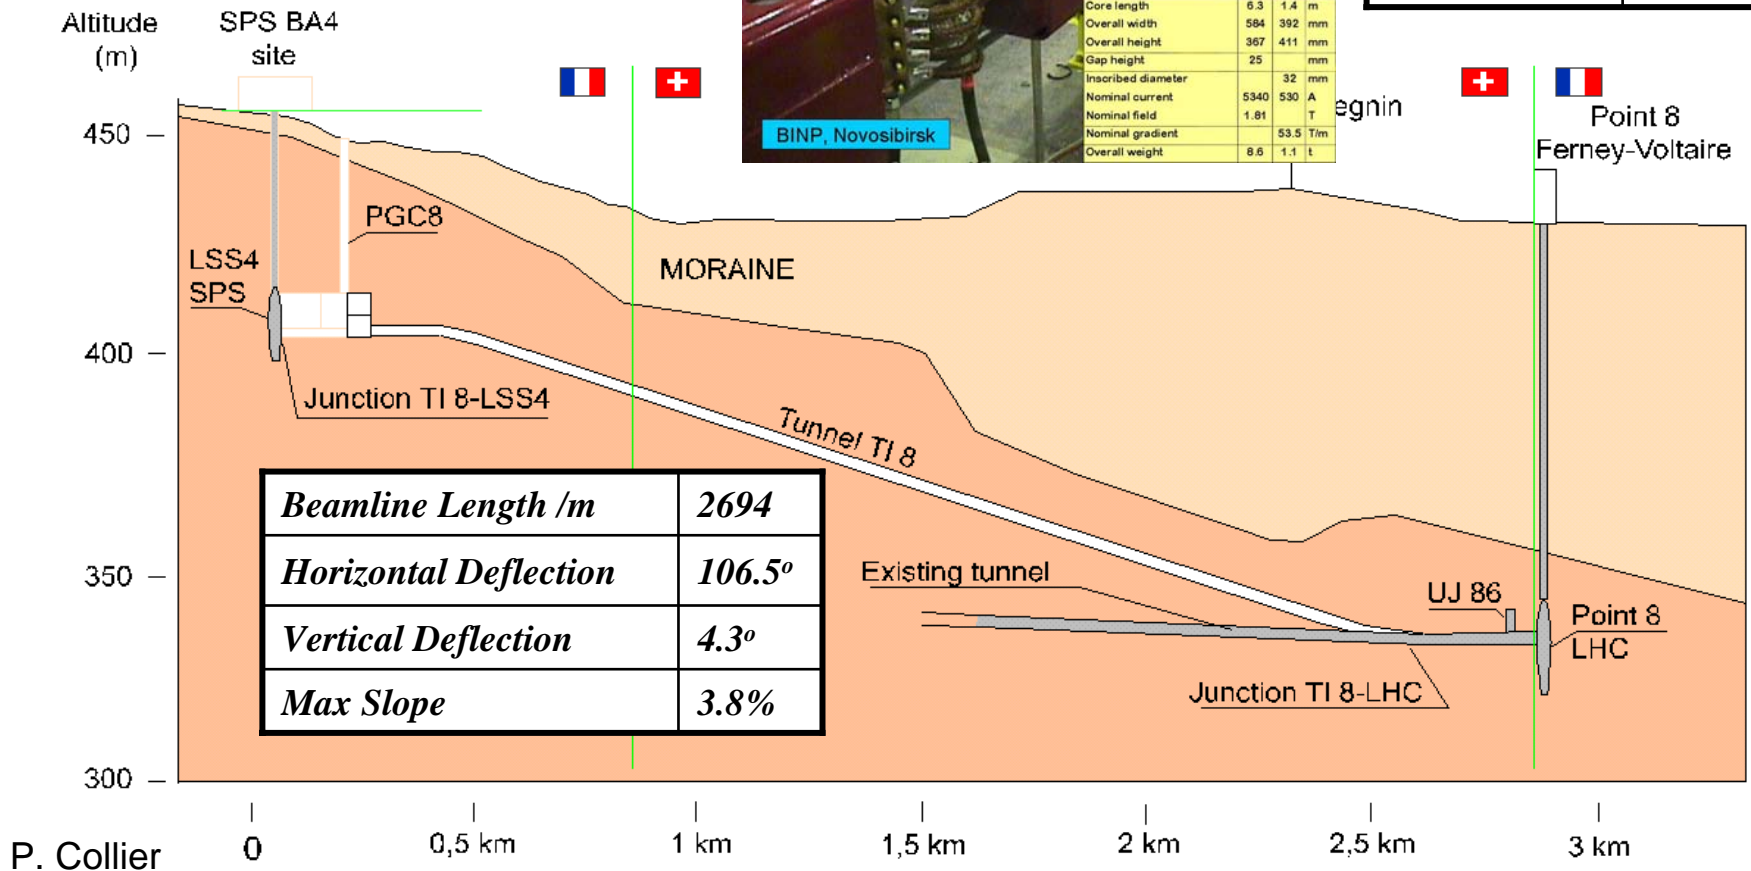 Altitude
(m)
SPS BA4
site
Core length 6.3 1.4 m
Overall width 584 392 mm
Overall height 367 411 mm
Gap height 25 mm
Inscribed diameter 32 mm
Nominal current 5340 530 A
Nominal field 1.81 T
Nominal gradient 53.5 T/m
Overall weight 8.6 1.1 t
BINP, Novosibirsk
egnin
Point 8
Ferney-Voltaire
450
PGC8
LSS4
SPS
MORAINE
400
Junction TI 8-LSS4
Tunnel TI 8
Beamline Length /m 2694
Horizontal Deflection 106.5o
Vertical Deflection 4.3o
Max Slope 3.8%
350
Existing tunnel
UJ 86
Point 8
LHC
Junction TI 8-LHC
300
0 0,5 km 1 km 1,5 km 2 km 2,5 km 3 km
P. Collier